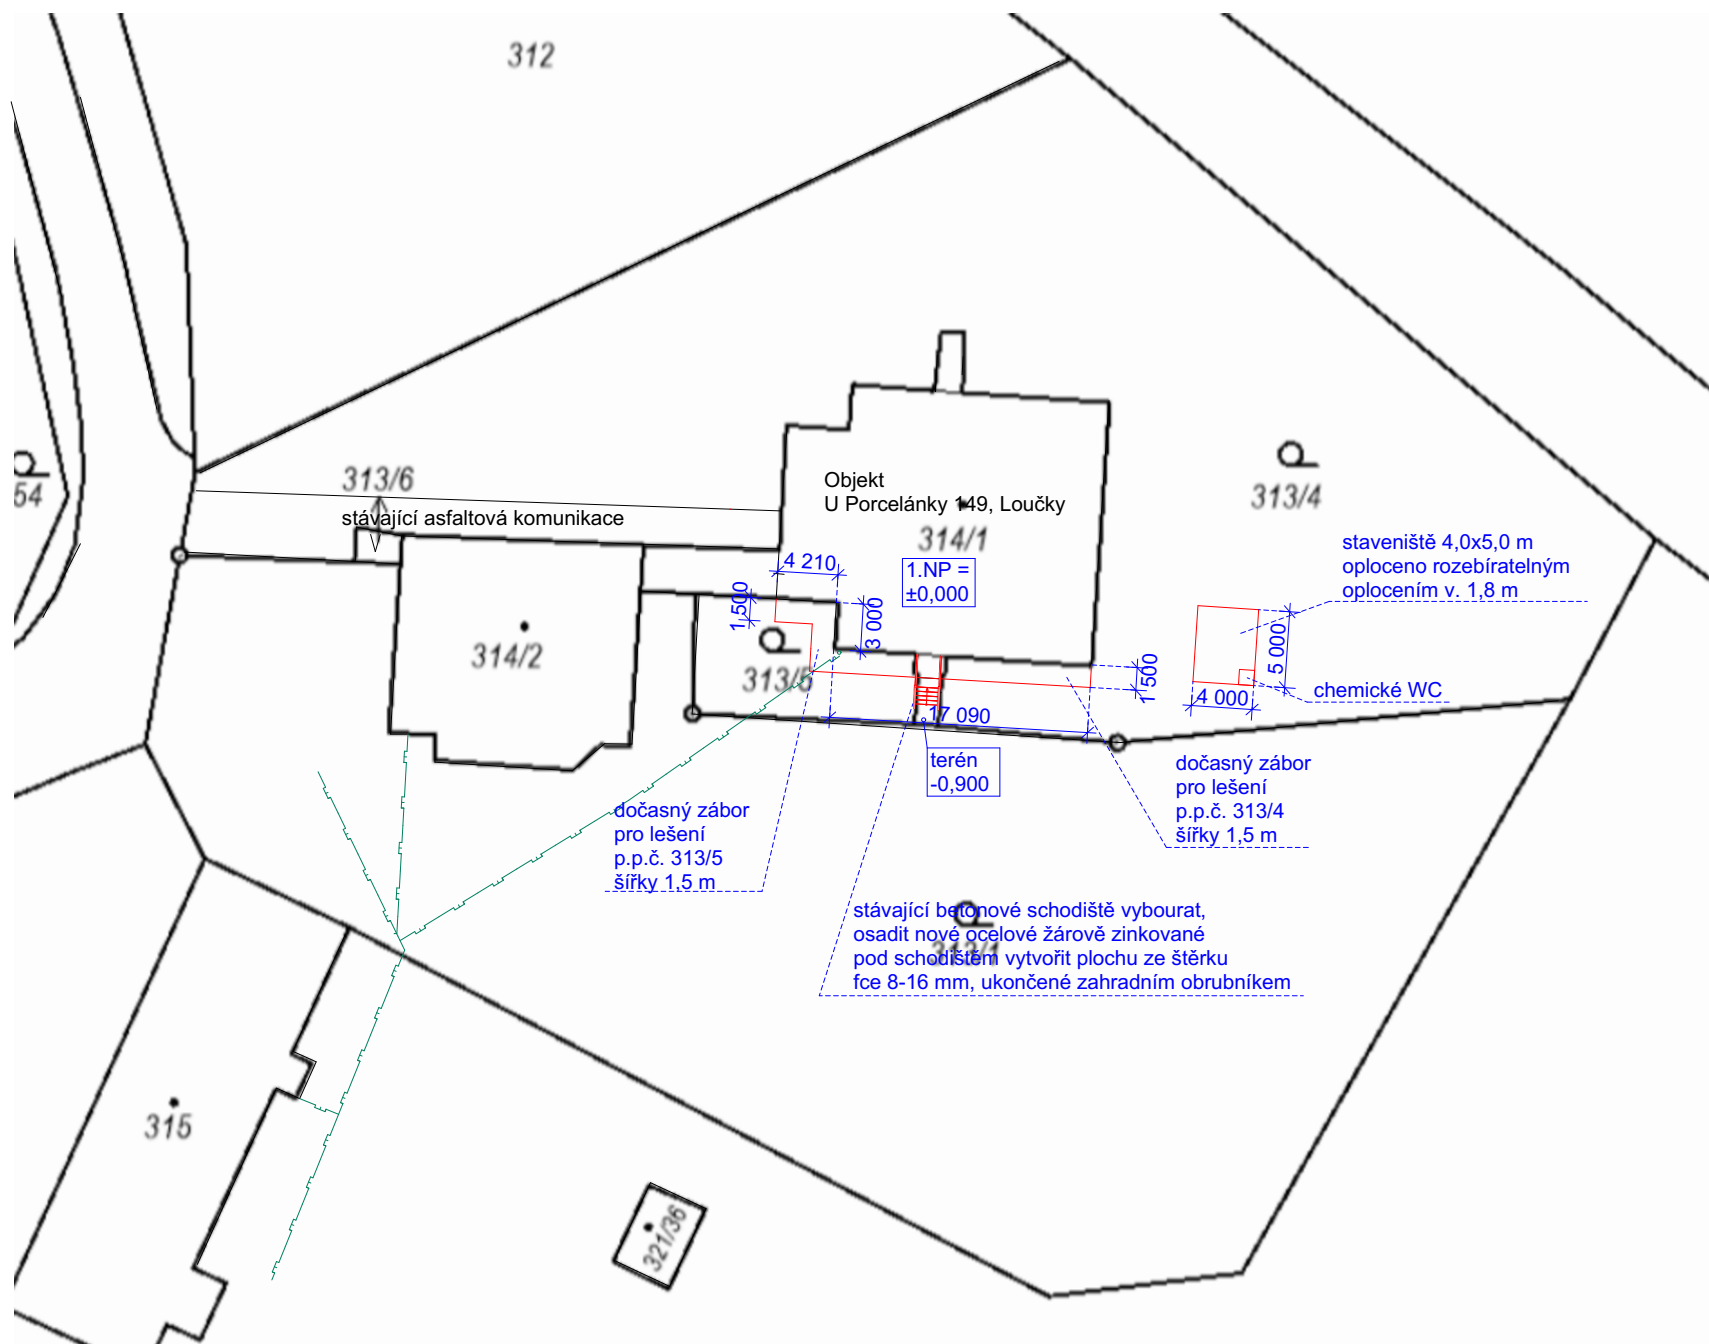 312
313/6
54
stávající asfaltová komunikace
Objekt
U Porcelánky 149, Loučky
314/1
313/4
1.NP =
±0,000
4 210
1 500
3 000
staveniště 4,0x5,0 m
oploceno rozebíratelným
oplocením v. 1,8 m
314/2
313/5
1 500
5 000
4 000
chemické WC
17 090
terén
-0,900
dočasný zábor
pro lešení
p.p.č. 313/4
šířky 1,5 m
dočasný zábor
pro lešení
p.p.č. 313/5
šířky 1,5 m
stávající betonové schodiště vybourat,
osadit nové ocelové žárově zinkované
pod schodištěm vytvořit plochu ze štěrku
fce 8-16 mm, ukončené zahradním obrubníkem
313/1
315
321/36